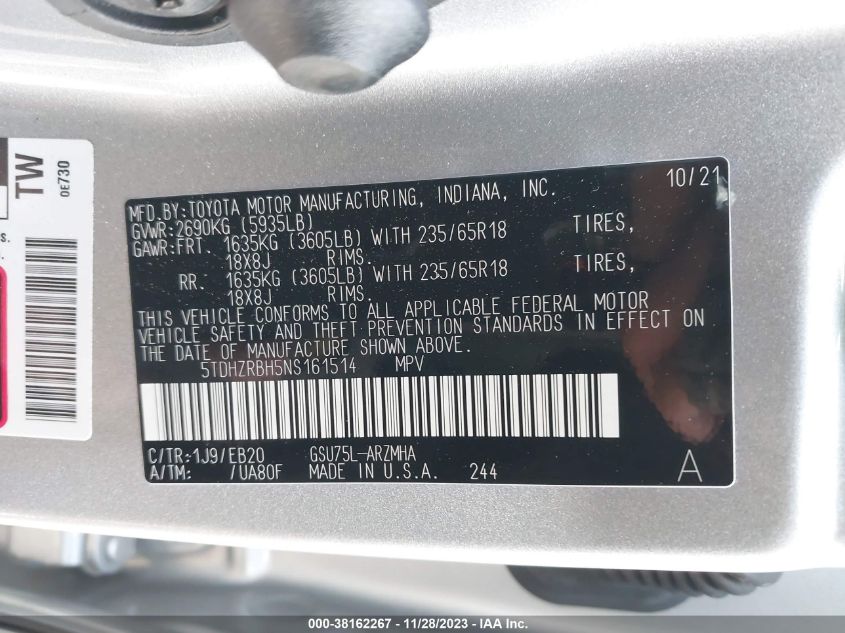 TW
0E730
s.
.
MFD.BY:TOYOTA MOTOR MANUFACTURING, INDIANA, INC. 10/21
GVWR:2690KG (5935LB)
GAWR:FRT. 1635KG (3605LB) WITH 235/65R18 TIRES,
18X8J RIMS.
RR. 1635KG (3605LB) WITH 235/65R18 TIRES,
18X8J RIMS.
THIS VEHICLE CONFORMS TO ALL APPLICABLE FEDERAL MOTOR
VEHICLE SAFETY AND THEFT PREVENTION STANDARDS IN EFFECT ON
THE DATE OF MANUFACTURE SHOWN ABOVE.
5TDHZRBH5NS161514 MPV
C/TR:1J9/EB20 GSU75L-ARZMHA
A/TM: /UA80F MADE IN U.S.A. 244 A
000-38162267 - 11/28/2023 - IAA Inc.